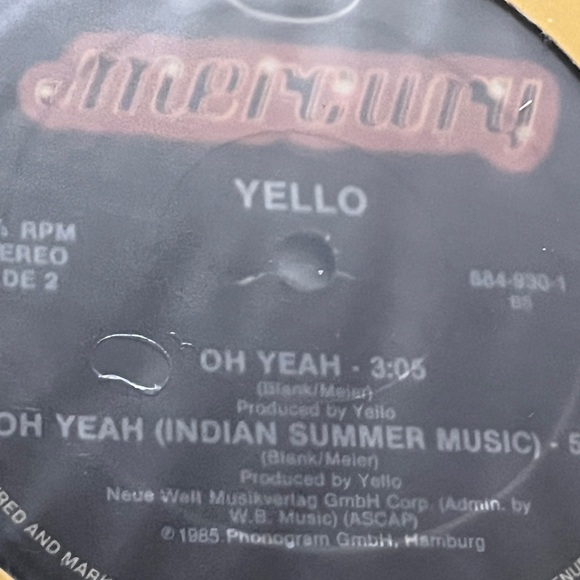 mercury
YELLO
RPM
EREO
DE 2
884-930-1
BS
OH YEAH - 3:05
(Blank/Meier)
Produced by Yello
OH YEAH (INDIAN SUMMER MUSIC) - 5
(Blank/Meier)
Produced by Yello
Neue Welt Musikverlag GmbH Corp. (Admin. by
W.B. Music) (ASCAP)
℗ 1985 Phonogram GmbH, Hamburg
RED AND MARK